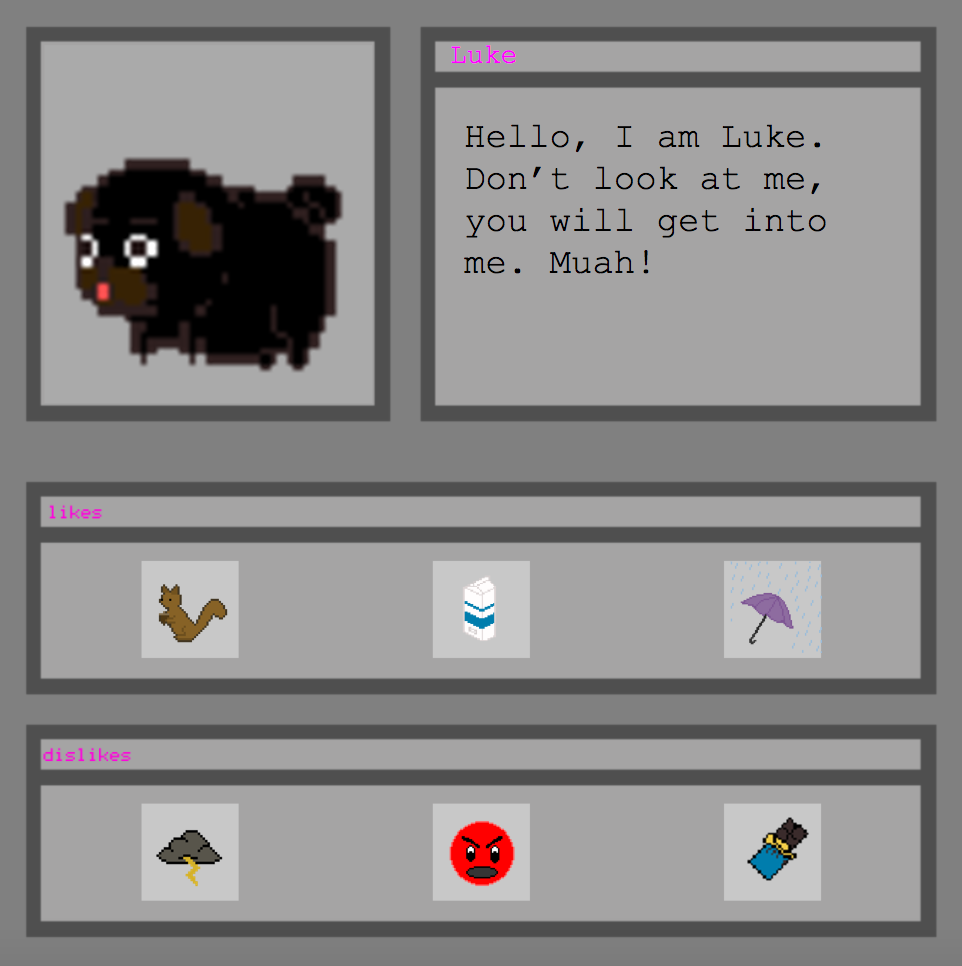 Luke
Hello, I am Luke.
Don’t look at me,
you will get into
me. Muah!
likes
dislikes